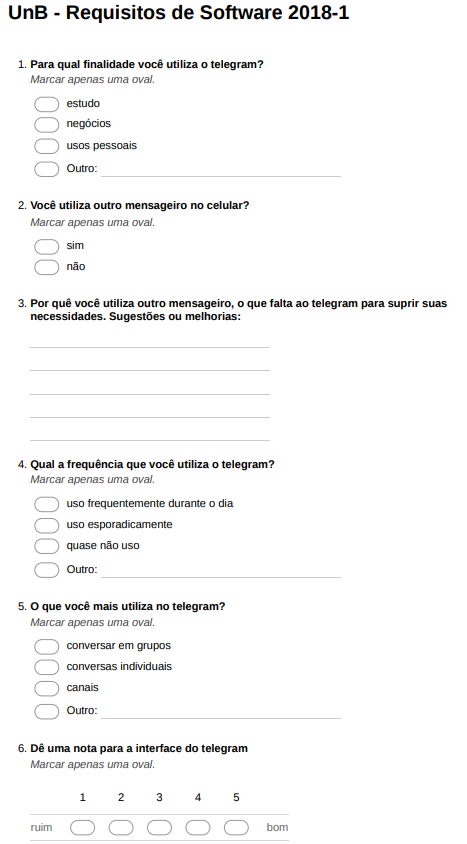 UnB - Requisitos de Software 2018-1
1. Para qual finalidade você utiliza o telegram?
Marcar apenas uma oval.
estudo
negócios
usos pessoais
Outro:
2. Você utiliza outro mensageiro no celular?
Marcar apenas uma oval.
sim
não
3. Por quê você utiliza outro mensageiro, o que falta ao telegram para suprir suas
necessidades. Sugestões ou melhorias:
4. Qual a frequência que você utiliza o telegram?
Marcar apenas uma oval.
uso frequentemente durante o dia
uso esporadicamente
quase não uso
Outro:
5. O que você mais utiliza no telegram?
Marcar apenas uma oval.
conversar em grupos
conversas individuais
canais
Outro:
6. Dê uma nota para a interface do telegram
Marcar apenas uma oval.
1 2 3 4 5
ruim bom